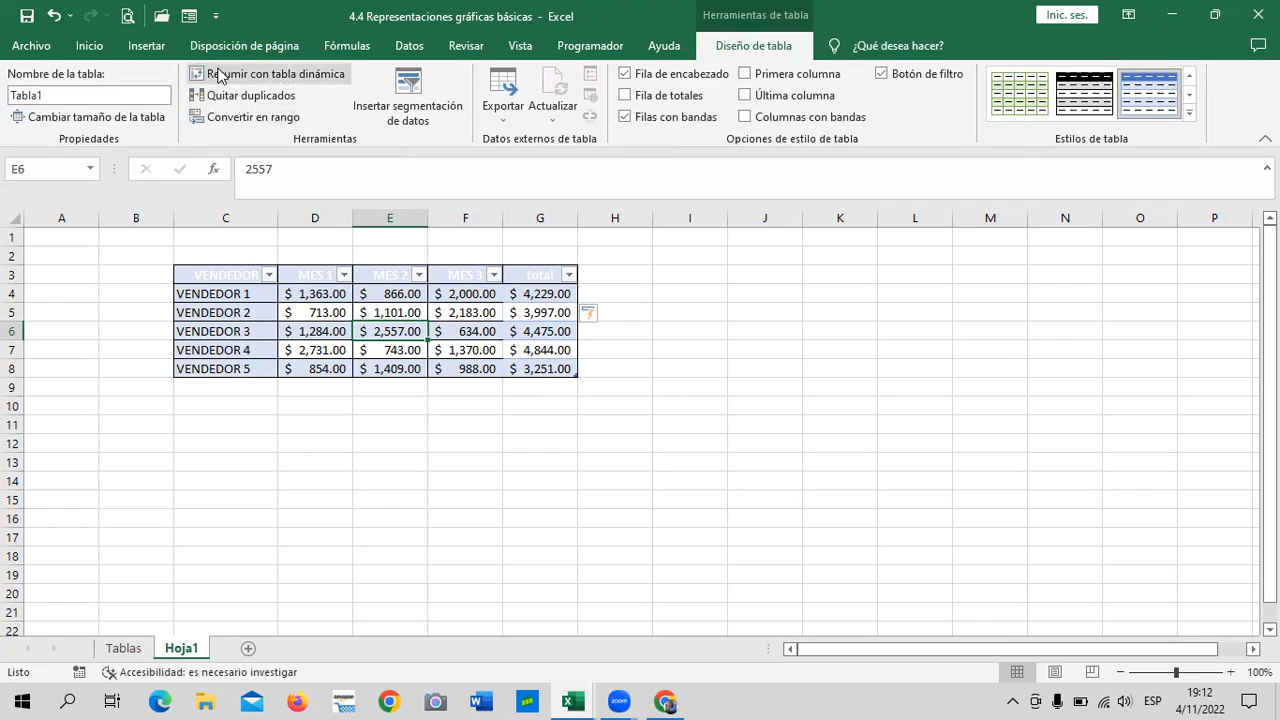 4.4 Representaciones gráficas básicas - Excel
Herramientas de tabla
Inic. ses.
Archivo Inicio Insertar Disposición de página Fórmulas Datos Revisar Vista Programador Ayuda Diseño de tabla ¿Qué desea hacer?
Nombre de la tabla:
Tabla1
Cambiar tamaño de la tabla
Propiedades
con tabla dinámica
Quitar duplicados
Convertir en rango
Herramientas
Insertar segmentación
de datos
Exportar Actualizar
Datos externos de tabla
Fila de encabezado Primera columna Botón de filtro
Fila de totales Última columna
Filas con bandas Columnas con bandas
Opciones de estilo de tabla
Estilos de tabla
E6 fx 2557
A B C D E F G H I J K L M N O P
1
2
3 VENDEDOR MES 1 MES 2 MES 3 total
4 VENDEDOR 1 $ 1,363.00 $ 866.00 $ 2,000.00 $ 4,229.00
5 VENDEDOR 2 $ 713.00 $ 1,101.00 $ 2,183.00 $ 3,997.00
6 VENDEDOR 3 $ 1,284.00 $ 2,557.00 $ 634.00 $ 4,475.00
7 VENDEDOR 4 $ 2,731.00 $ 743.00 $ 1,370.00 $ 4,844.00
8 VENDEDOR 5 $ 854.00 $ 1,409.00 $ 988.00 $ 3,251.00
9
10
11
12
13
14
15
16
17
18
19
20
21
22
Tablas Hoja1
Listo Accesibilidad: es necesario investigar 100%
ESP 19:12
4/11/2022